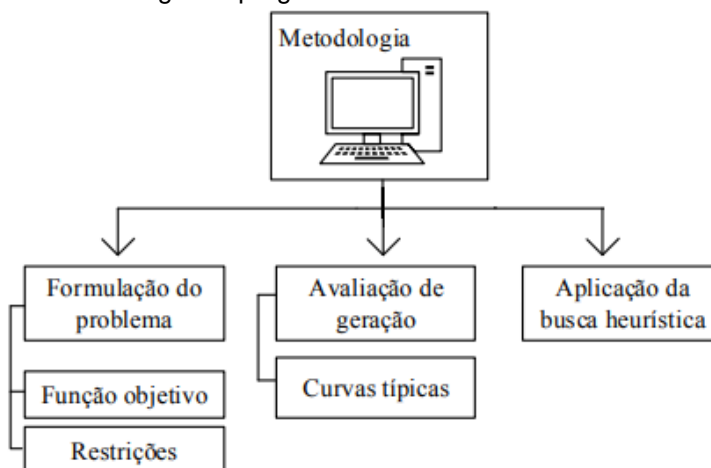 Metodologia
Formulação do
problema
Função objetivo
Restrições
Avaliação de
geração
Curvas típicas
Aplicação da
busca heurística